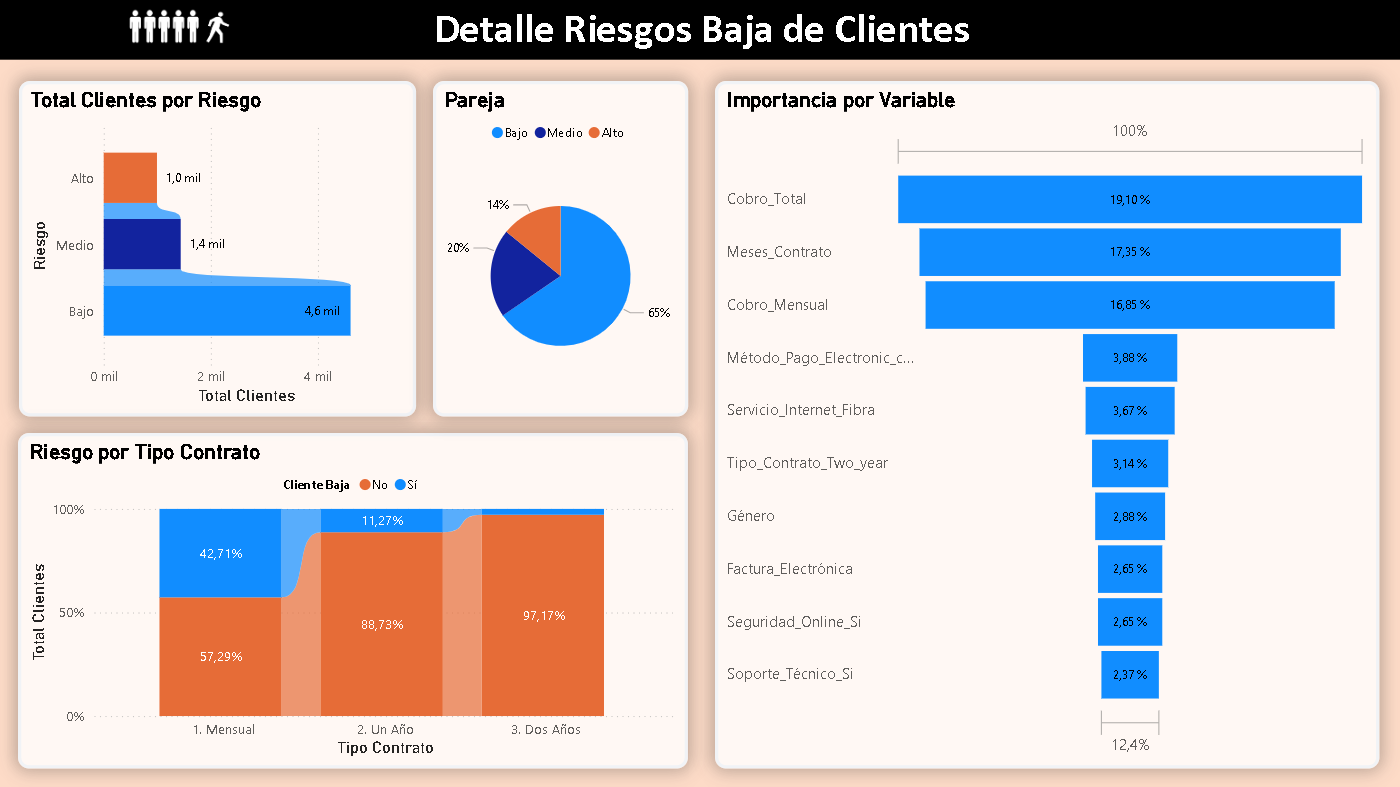 Detalle Riesgos Baja de Clientes
Total Clientes por Riesgo
Riesgo
Alto
1,0 mil
Medio
1,4 mil
Bajo
4,6 mil
0 mil
2 mil
4 mil
Total Clientes
Pareja
Bajo
Medio
Alto
14%
20%
65%
Riesgo por Tipo Contrato
Cliente Baja
No
Sí
Total Clientes
100%
50%
0%
42,71%
57,29%
11,27%
88,73%
97,17%
1. Mensual
2. Un Año
3. Dos Años
Tipo Contrato
Importancia por Variable
100%
Cobro_Total
19,10 %
Meses_Contrato
17,35 %
Cobro_Mensual
16,85 %
Método_Pago_Electronic_c...
3,88 %
Servicio_Internet_Fibra
3,67 %
Tipo_Contrato_Two_year
3,14 %
Género
2,88 %
Factura_Electrónica
2,65 %
Seguridad_Online_Si
2,65 %
Soporte_Técnico_Si
2,37 %
12,4%